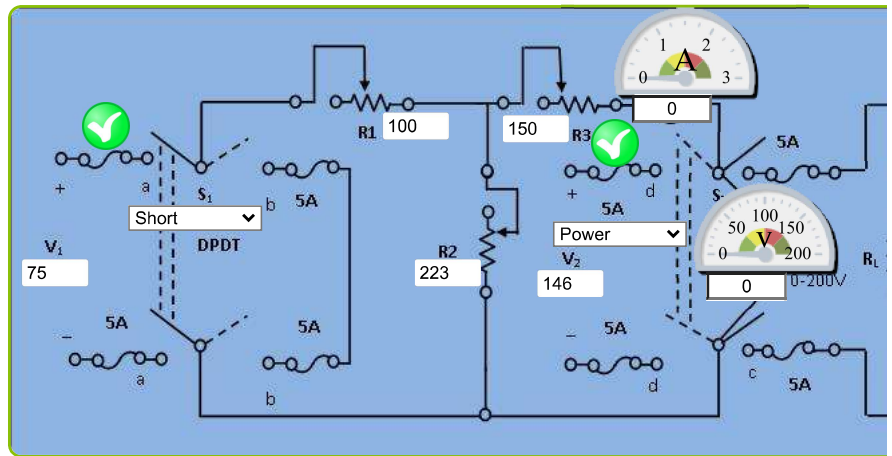 1 2
0 A 3
0
R1 100
150 R3
5A
+ a
S1
b 5A
+ d
S
5A
Short
Power
V1
DPDT
R2
V2
50 100 150
0 V 200
75
223
146
0
0-200V
RL
5A
5A
5A
− a
b
− d
c 5A